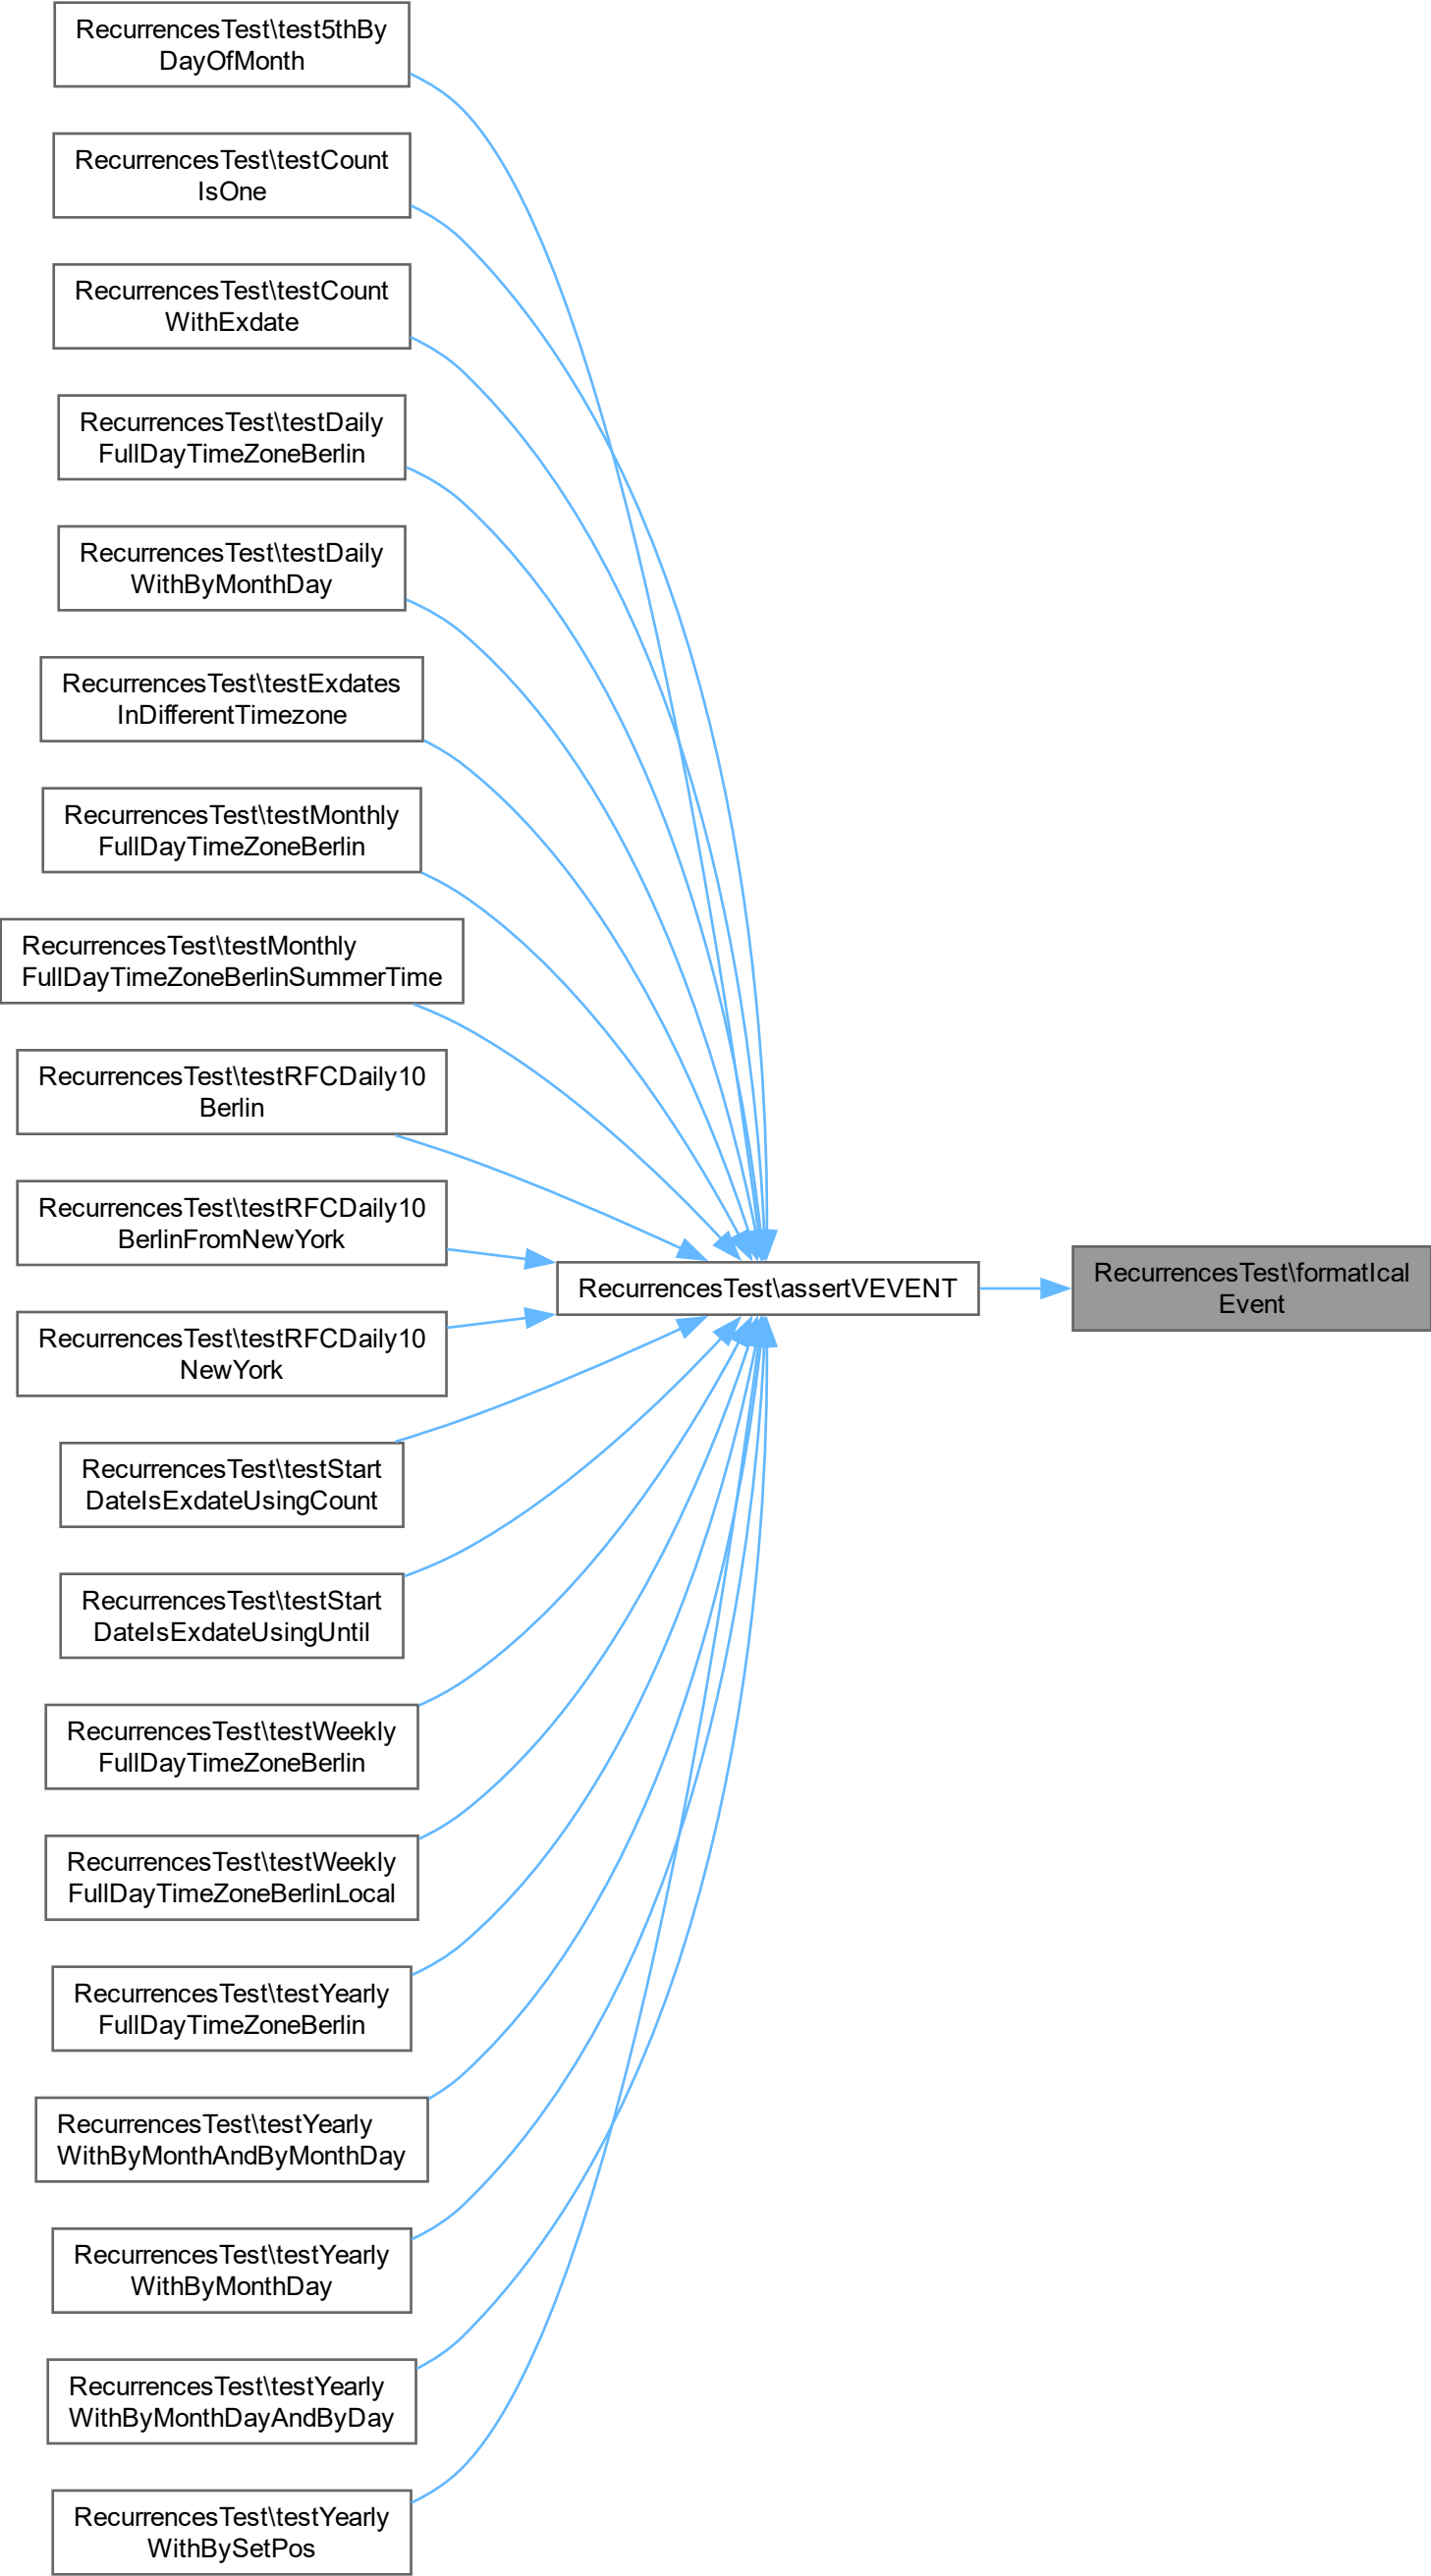 RecurrencesTest\test5thBy
DayOfMonth
RecurrencesTest\testCount
IsOne
RecurrencesTest\testCount
WithExdate
RecurrencesTest\testDaily
FullDayTimeZoneBerlin
RecurrencesTest\testDaily
WithByMonthDay
RecurrencesTest\testExdates
InDifferentTimezone
RecurrencesTest\testMonthly
FullDayTimeZoneBerlin
RecurrencesTest\testMonthly
FullDayTimeZoneBerlinSummerTime
RecurrencesTest\testRFCDaily10
Berlin
RecurrencesTest\testRFCDaily10
BerlinFromNewYork
RecurrencesTest\assertVEVENT
RecurrencesTest\formatIcal
Event
RecurrencesTest\testRFCDaily10
NewYork
RecurrencesTest\testStart
DateIsExdateUsingCount
RecurrencesTest\testStart
DateIsExdateUsingUntil
RecurrencesTest\testWeekly
FullDayTimeZoneBerlin
RecurrencesTest\testWeekly
FullDayTimeZoneBerlinLocal
RecurrencesTest\testYearly
FullDayTimeZoneBerlin
RecurrencesTest\testYearly
WithByMonthAndByMonthDay
RecurrencesTest\testYearly
WithByMonthDay
RecurrencesTest\testYearly
WithByMonthDayAndByDay
RecurrencesTest\testYearly
WithBySetPos